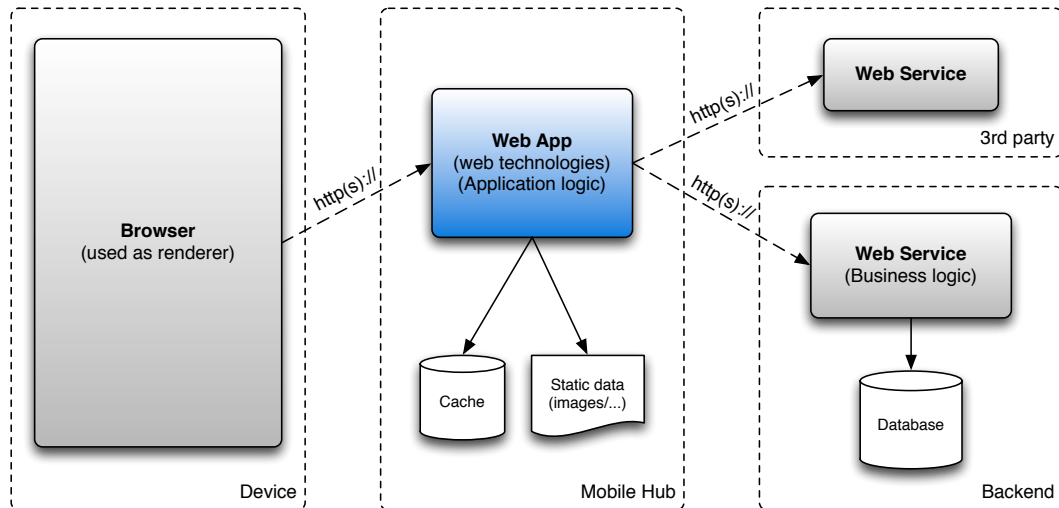 Browser
(used as renderer)
Device
http(s)://
Web App
(web technologies)
(Application logic)
Cache
Static data
(images/...)
Mobile Hub
http(s)://
http(s)://
Web Service
3rd party
Web Service
(Business logic)
Database
Backend